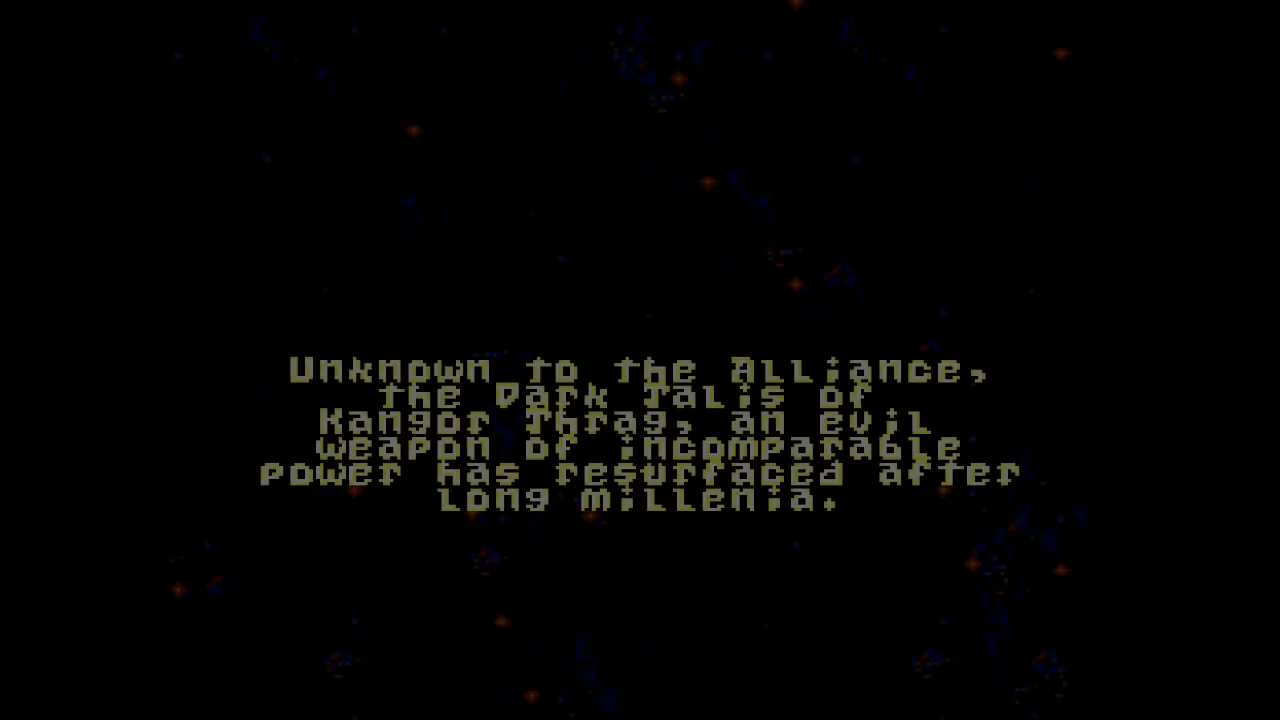 Unknown to the Alliance,
the Dark Talis of
Kangor Thrag, an evil
weapon of incomparable
power has resurfaced after
long millenia.